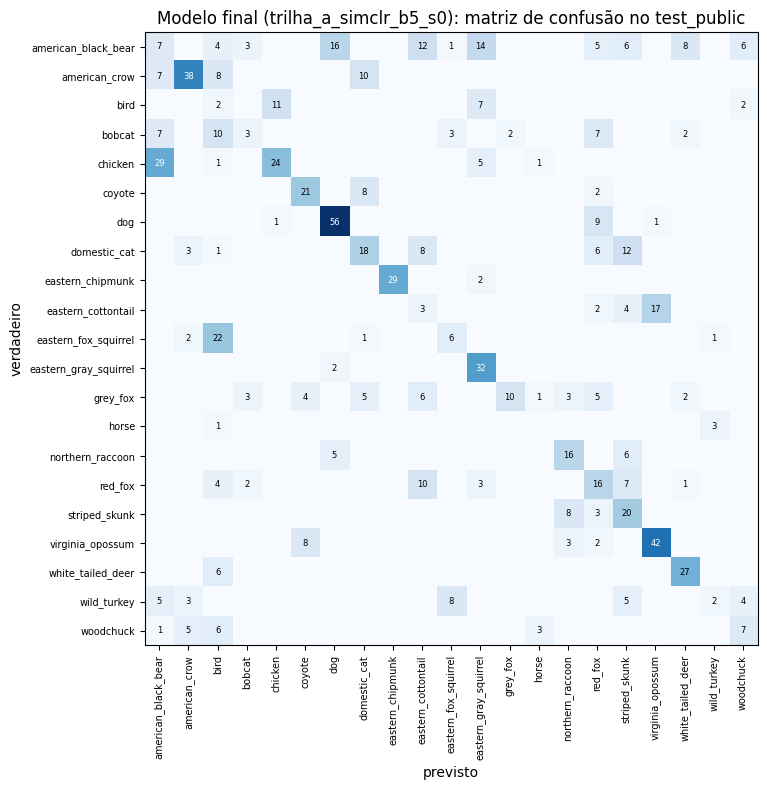 Modelo final (trilha_a_simclr_b5_s0): matriz de confusão no test_public
american_black_bear 7 4 3 16 12 1 14 5 6 8 6
american_crow 7 38 8 10
bird 2 11 7 2
bobcat 7 10 3 3 2 7 2
chicken 29 1 24 5 1
coyote 21 8 2
dog 1 56 9 1
domestic_cat 3 1 18 8 6 12
eastern_chipmunk 29 2
eastern_cottontail 3 2 4 17
eastern_fox_squirrel 2 22 1 6 1
eastern_gray_squirrel 2 32
grey_fox 3 4 5 6 10 1 3 5 2
horse 1 3
northern_raccoon 5 16 6
red_fox 4 2 10 3 16 7 1
striped_skunk 8 3 20
virginia_opossum 8 3 2 42
white_tailed_deer 6 27
wild_turkey 5 3 8 5 2 4
woodchuck 1 5 6 3 7
verdadeiro
american_black_bear
american_crow
bird
bobcat
chicken
coyote
dog
domestic_cat
eastern_chipmunk
eastern_cottontail
eastern_fox_squirrel
eastern_gray_squirrel
grey_fox
horse
northern_raccoon
red_fox
striped_skunk
virginia_opossum
white_tailed_deer
wild_turkey
woodchuck
previsto